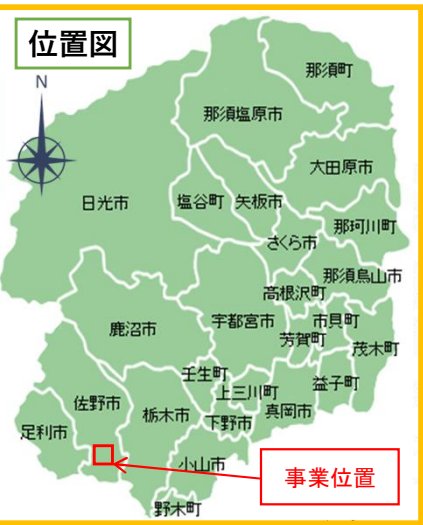 位置図
N
那須町
那須塩原市
大田原市
日光市
塩谷町
矢板市
那珂川町
さくら市
那須烏山市
高根沢町
鹿沼市
宇都宮市
市貝町
芳賀町
茂木町
壬生町
上三川町
益子町
佐野市
栃木市
下野市
真岡市
足利市
小山市
事業位置
野木町